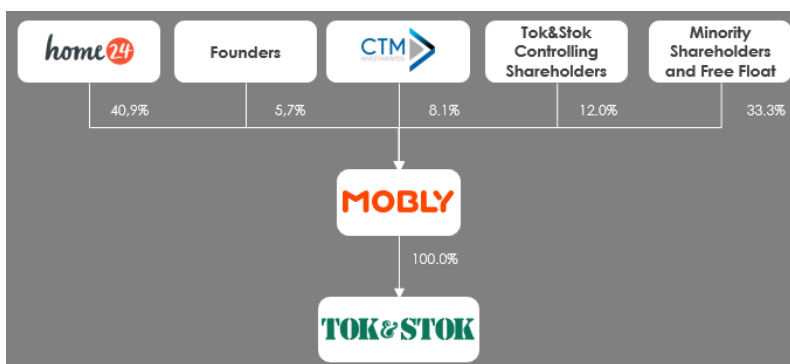 home24
Founders
CTM
INVESTIMENTOS
Tok&Stok
Controlling
Shareholders
Minority
Shareholders
and Free Float
40,9%
5,7%
8.1%
12.0%
33.3%
MOBLY
100.0%
TOK&STOK